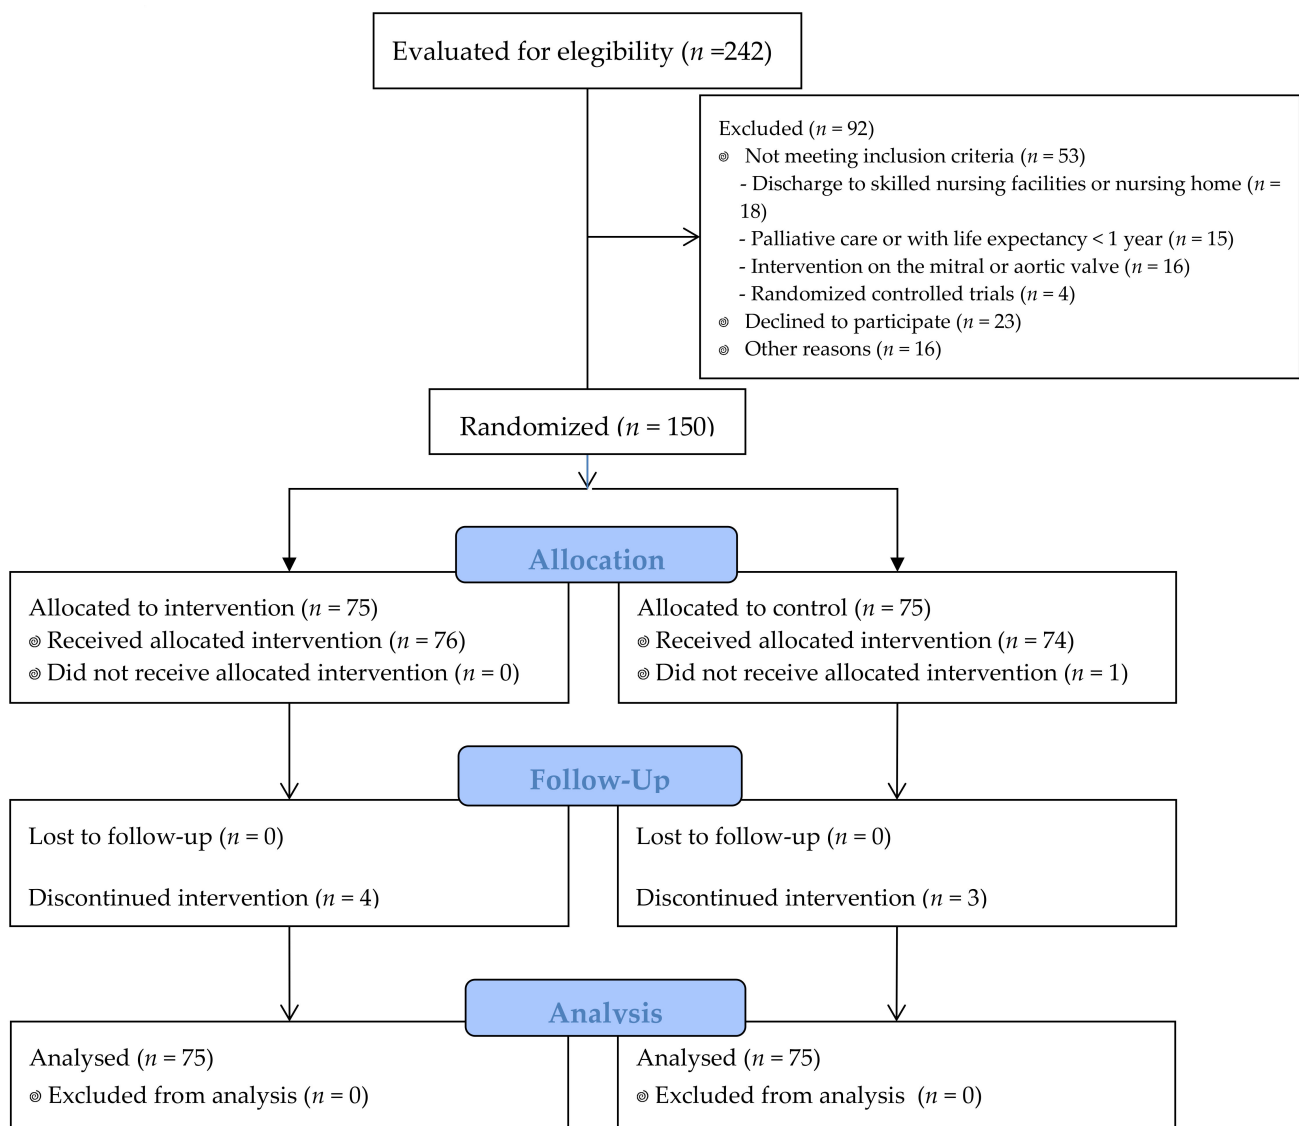 Evaluated for elegibility (n =242)
Excluded (n = 92)
Not meeting inclusion criteria (n = 53)
- Discharge to skilled nursing facilities or nursing home (n =
18)
- Palliative care or with life expectancy < 1 year (n = 15)
- Intervention on the mitral or aortic valve (n = 16)
- Randomized controlled trials (n = 4)
Declined to participate (n = 23)
Other reasons (n = 16)
Randomized (n = 150)
Allocation
Allocated to intervention (n = 75)
Received allocated intervention (n = 76)
Did not receive allocated intervention (n = 0)
Allocated to control (n = 75)
Received allocated intervention (n = 74)
Did not receive allocated intervention (n = 1)
Follow-Up
Lost to follow-up (n = 0)
Discontinued intervention (n = 4)
Lost to follow-up (n = 0)
Discontinued intervention (n = 3)
Analysis
Analysed (n = 75)
Excluded from analysis (n = 0)
Analysed (n = 75)
Excluded from analysis (n = 0)